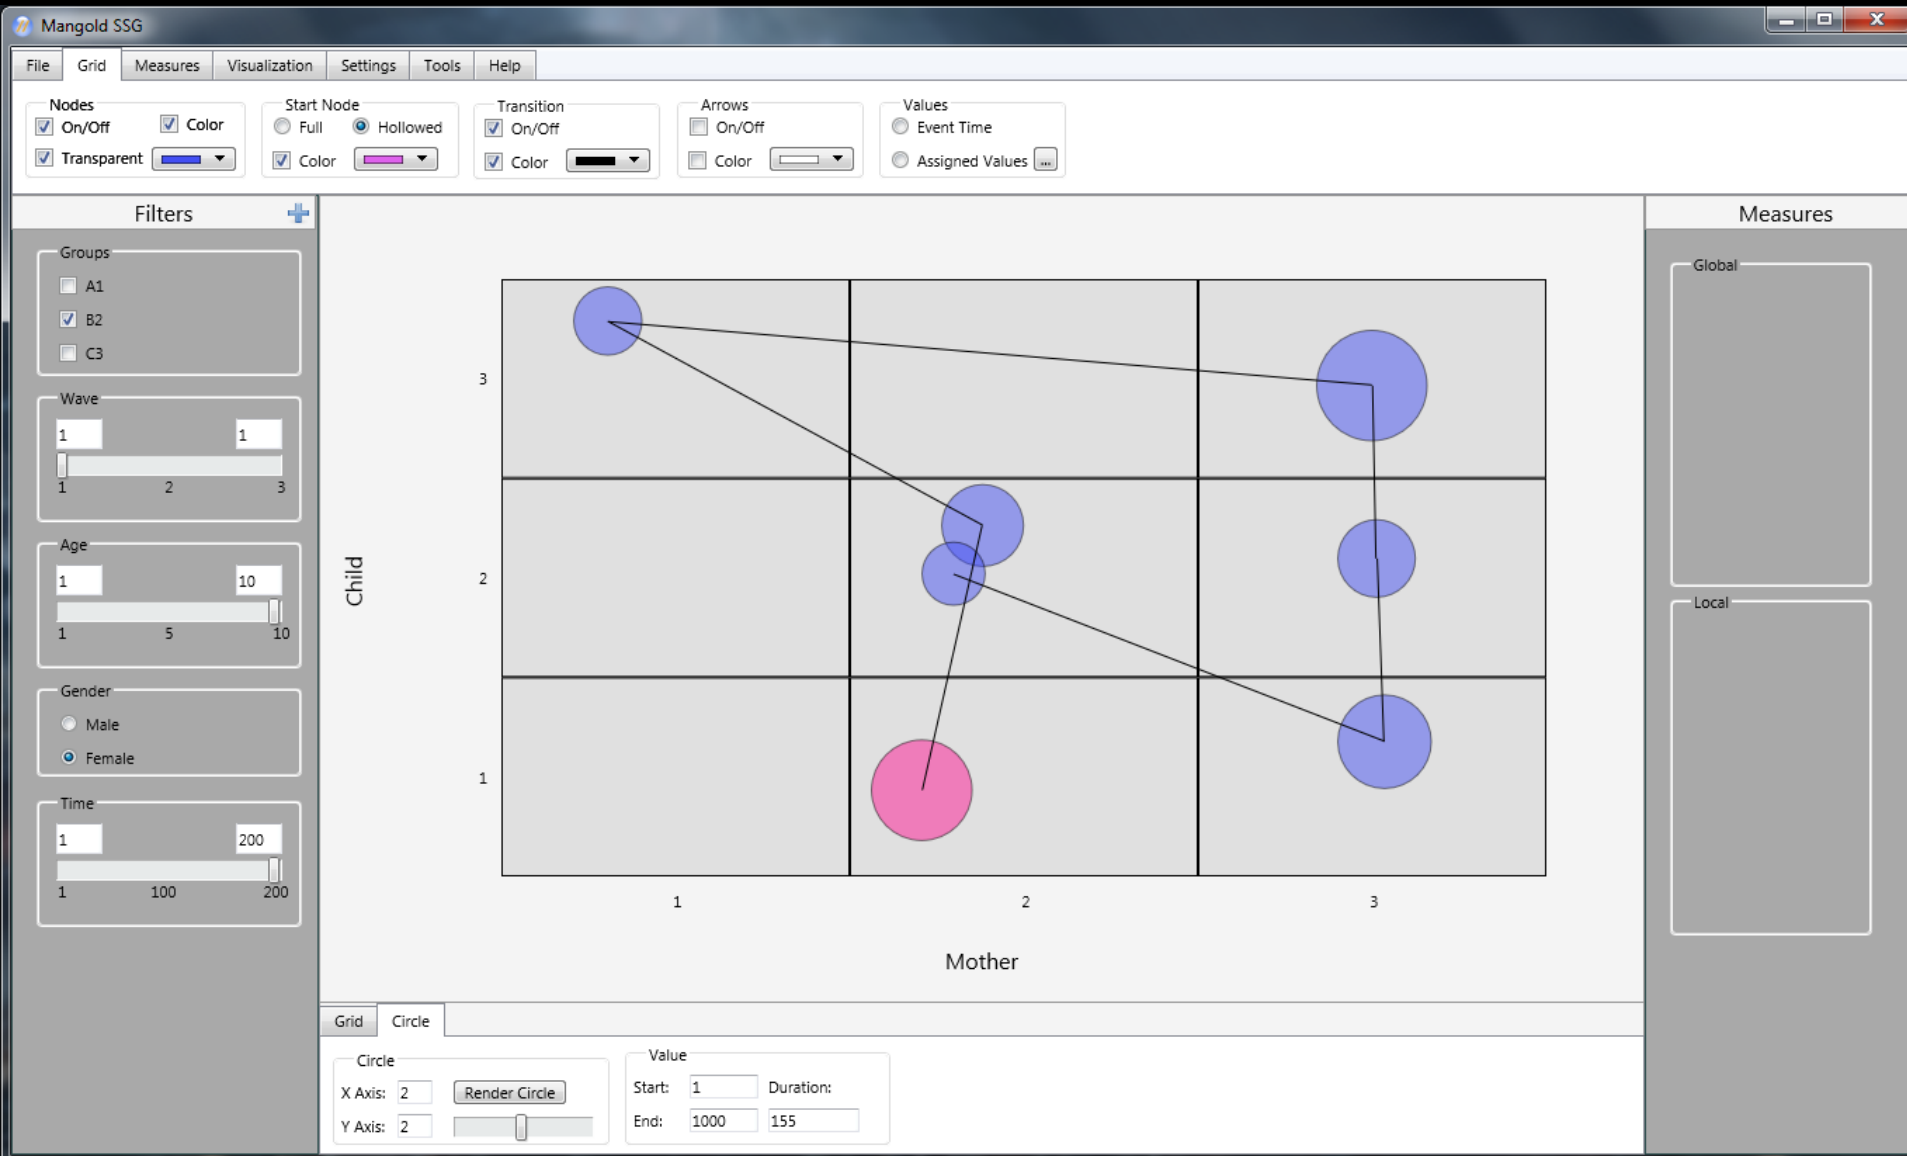 Mangold SSG
File Grid Measures Visualization Settings Tools Help
Nodes
On/Off Color
Transparent
Start Node
Full Hollowed
Color
Transition
On/Off
Color
Arrows
On/Off
Color
Values
Event Time
Assigned Values ...
Filters
Groups
A1
B2
C3
Wave
1 1
1 2 3
Age
1 10
1 5 10
Gender
Male
Female
Time
1 200
1 100 200
Child
3
2
1
1 2 3
Mother
Measures
Global
Local
Grid Circle
Circle
X Axis: 2 Render Circle
Y Axis: 2
Value
Start: 1 Duration:
End: 1000 155